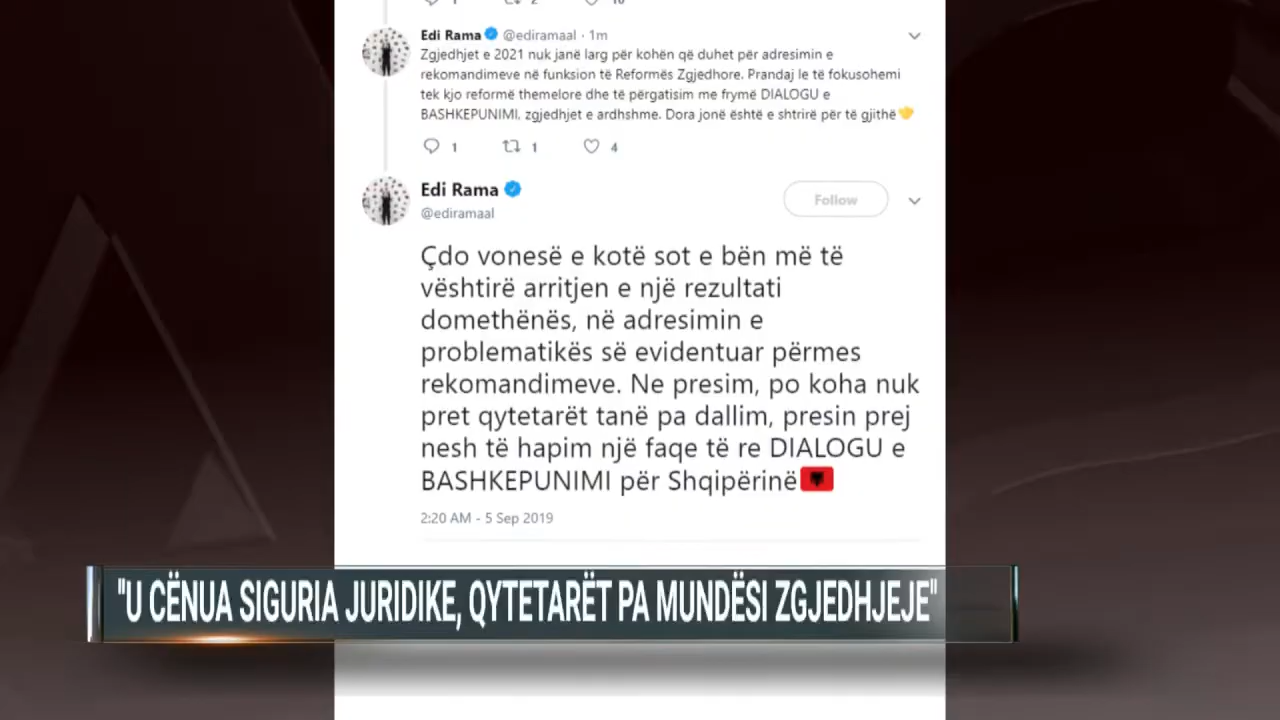 1 2 10
Edi Rama @ediramaal · 1m
Zgjedhjet e 2021 nuk janë larg për kohën që duhet për adresimin e
rekomandimeve në funksion të Reformës Zgjedhore. Prandaj le të fokusohemi
tek kjo reformë themelore dhe të përgatisim me frymë DIALOGU e
BASHKEPUNIMI, zgjedhjet e ardhshme. Dora jonë është e shtrirë për të gjithë
1 1 4
Edi Rama
@ediramaal
Follow
Çdo vonesë e kotë sot e bën më të
vështirë arritjen e një rezultati
domethënës, në adresimin e
problematikës së evidentuar përmes
rekomandimeve. Ne presim, po koha nuk
pret qytetarët tanë pa dallim, presin prej
nesh të hapim një faqe të re DIALOGU e
BASHKEPUNIMI për Shqipërinë
2:20 AM - 5 Sep 2019
"U CËNUA SIGURIA JURIDIKE, QYTETARËT PA MUNDËSI ZGJEDHJEJE"